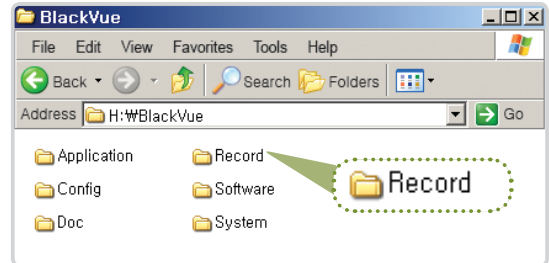 BlackVue
File Edit View Favorites Tools Help
Back Search Folders
Address H:₩BlackVue Go
Application Record
Config Software
Doc System
Record